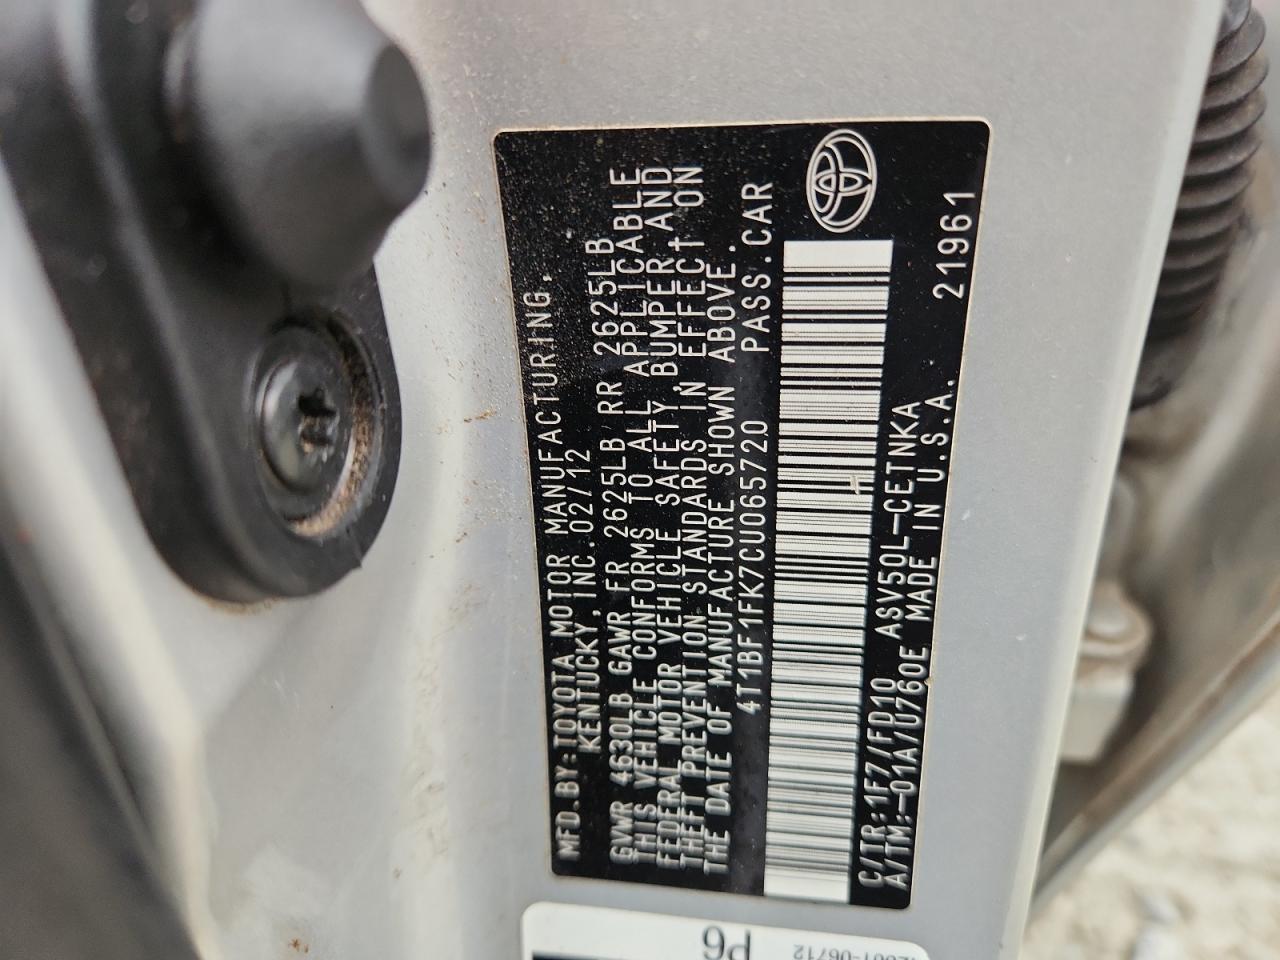 MFD.BY:TOYOTA MOTOR MANUFACTURING,
KENTUCKY, INC.02/12
GVWR 4630LB GAWR FR 2625LB RR 2625LB
THIS VEHICLE CONFORMS TO ALL APPLICABLE
FEDERAL MOTOR VEHICLE SAFETY, BUMPER AND
THEFT PREVENTION STANDARDS IN EFFECT ON
THE DATE OF MANUFACTURE SHOWN ABOVE.
4T1BF1FK7CU065720 PASS.CAR
C/TR:1FZ/FD10 ASV50L-CETNKA
A/TM:-01A/U760E MADE IN U.S.A. 21961
P6